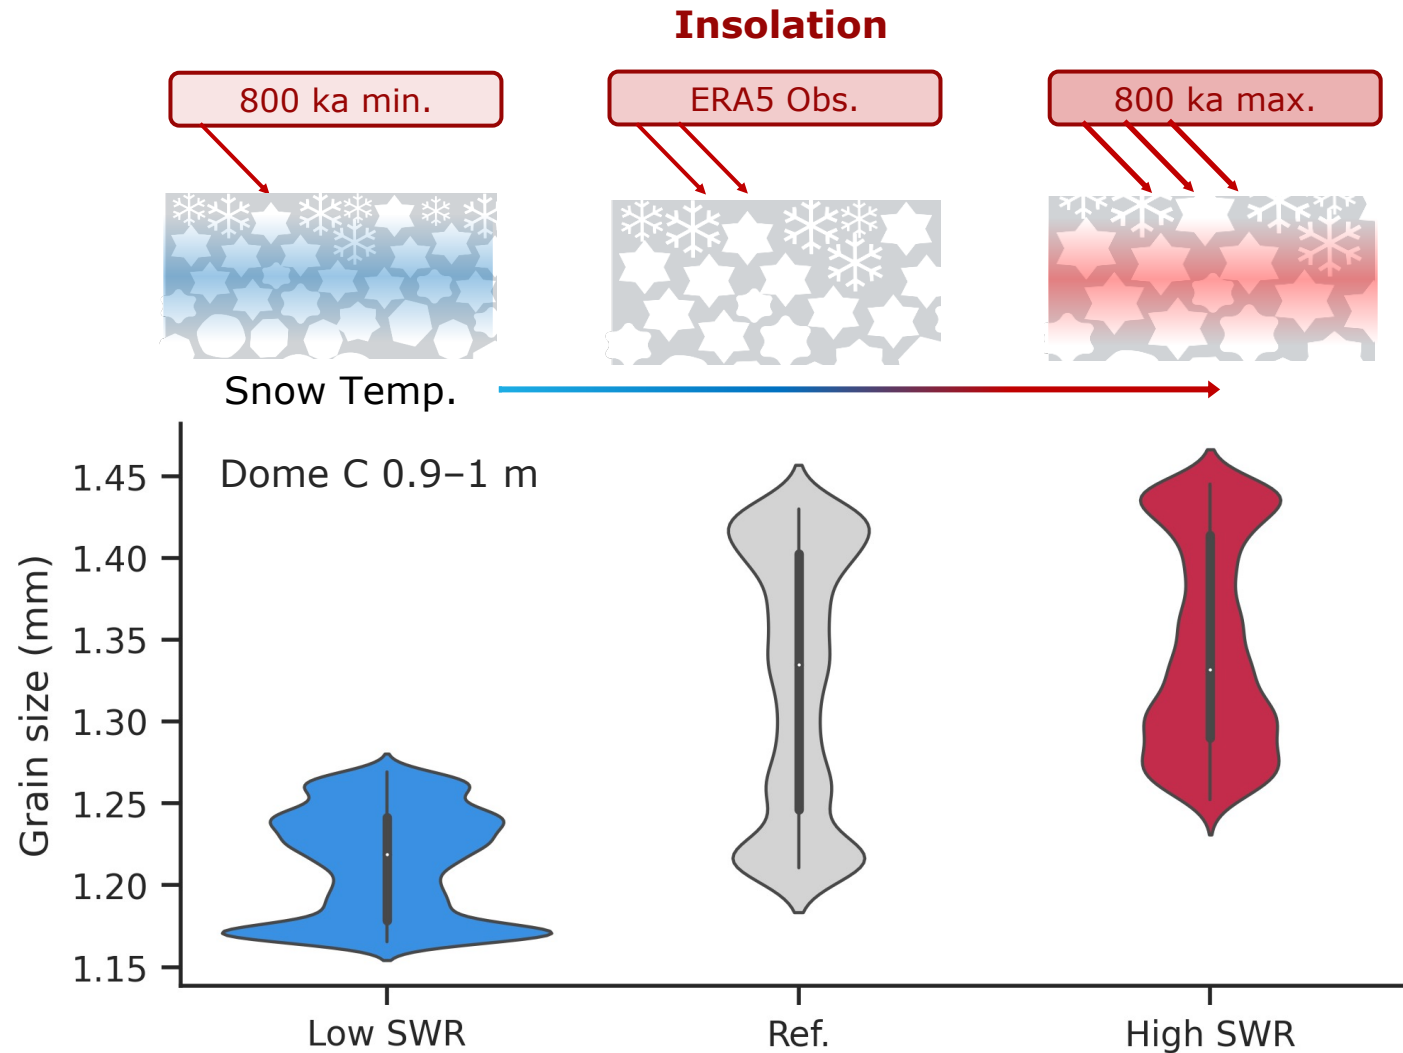 Insolation
800 ka min.
ERA5 Obs.
800 ka max.
Snow Temp.
Dome C 0.9–1 m
Grain size (mm)
1.45
1.40
1.35
1.30
1.25
1.20
1.15
Low SWR
Ref.
High SWR